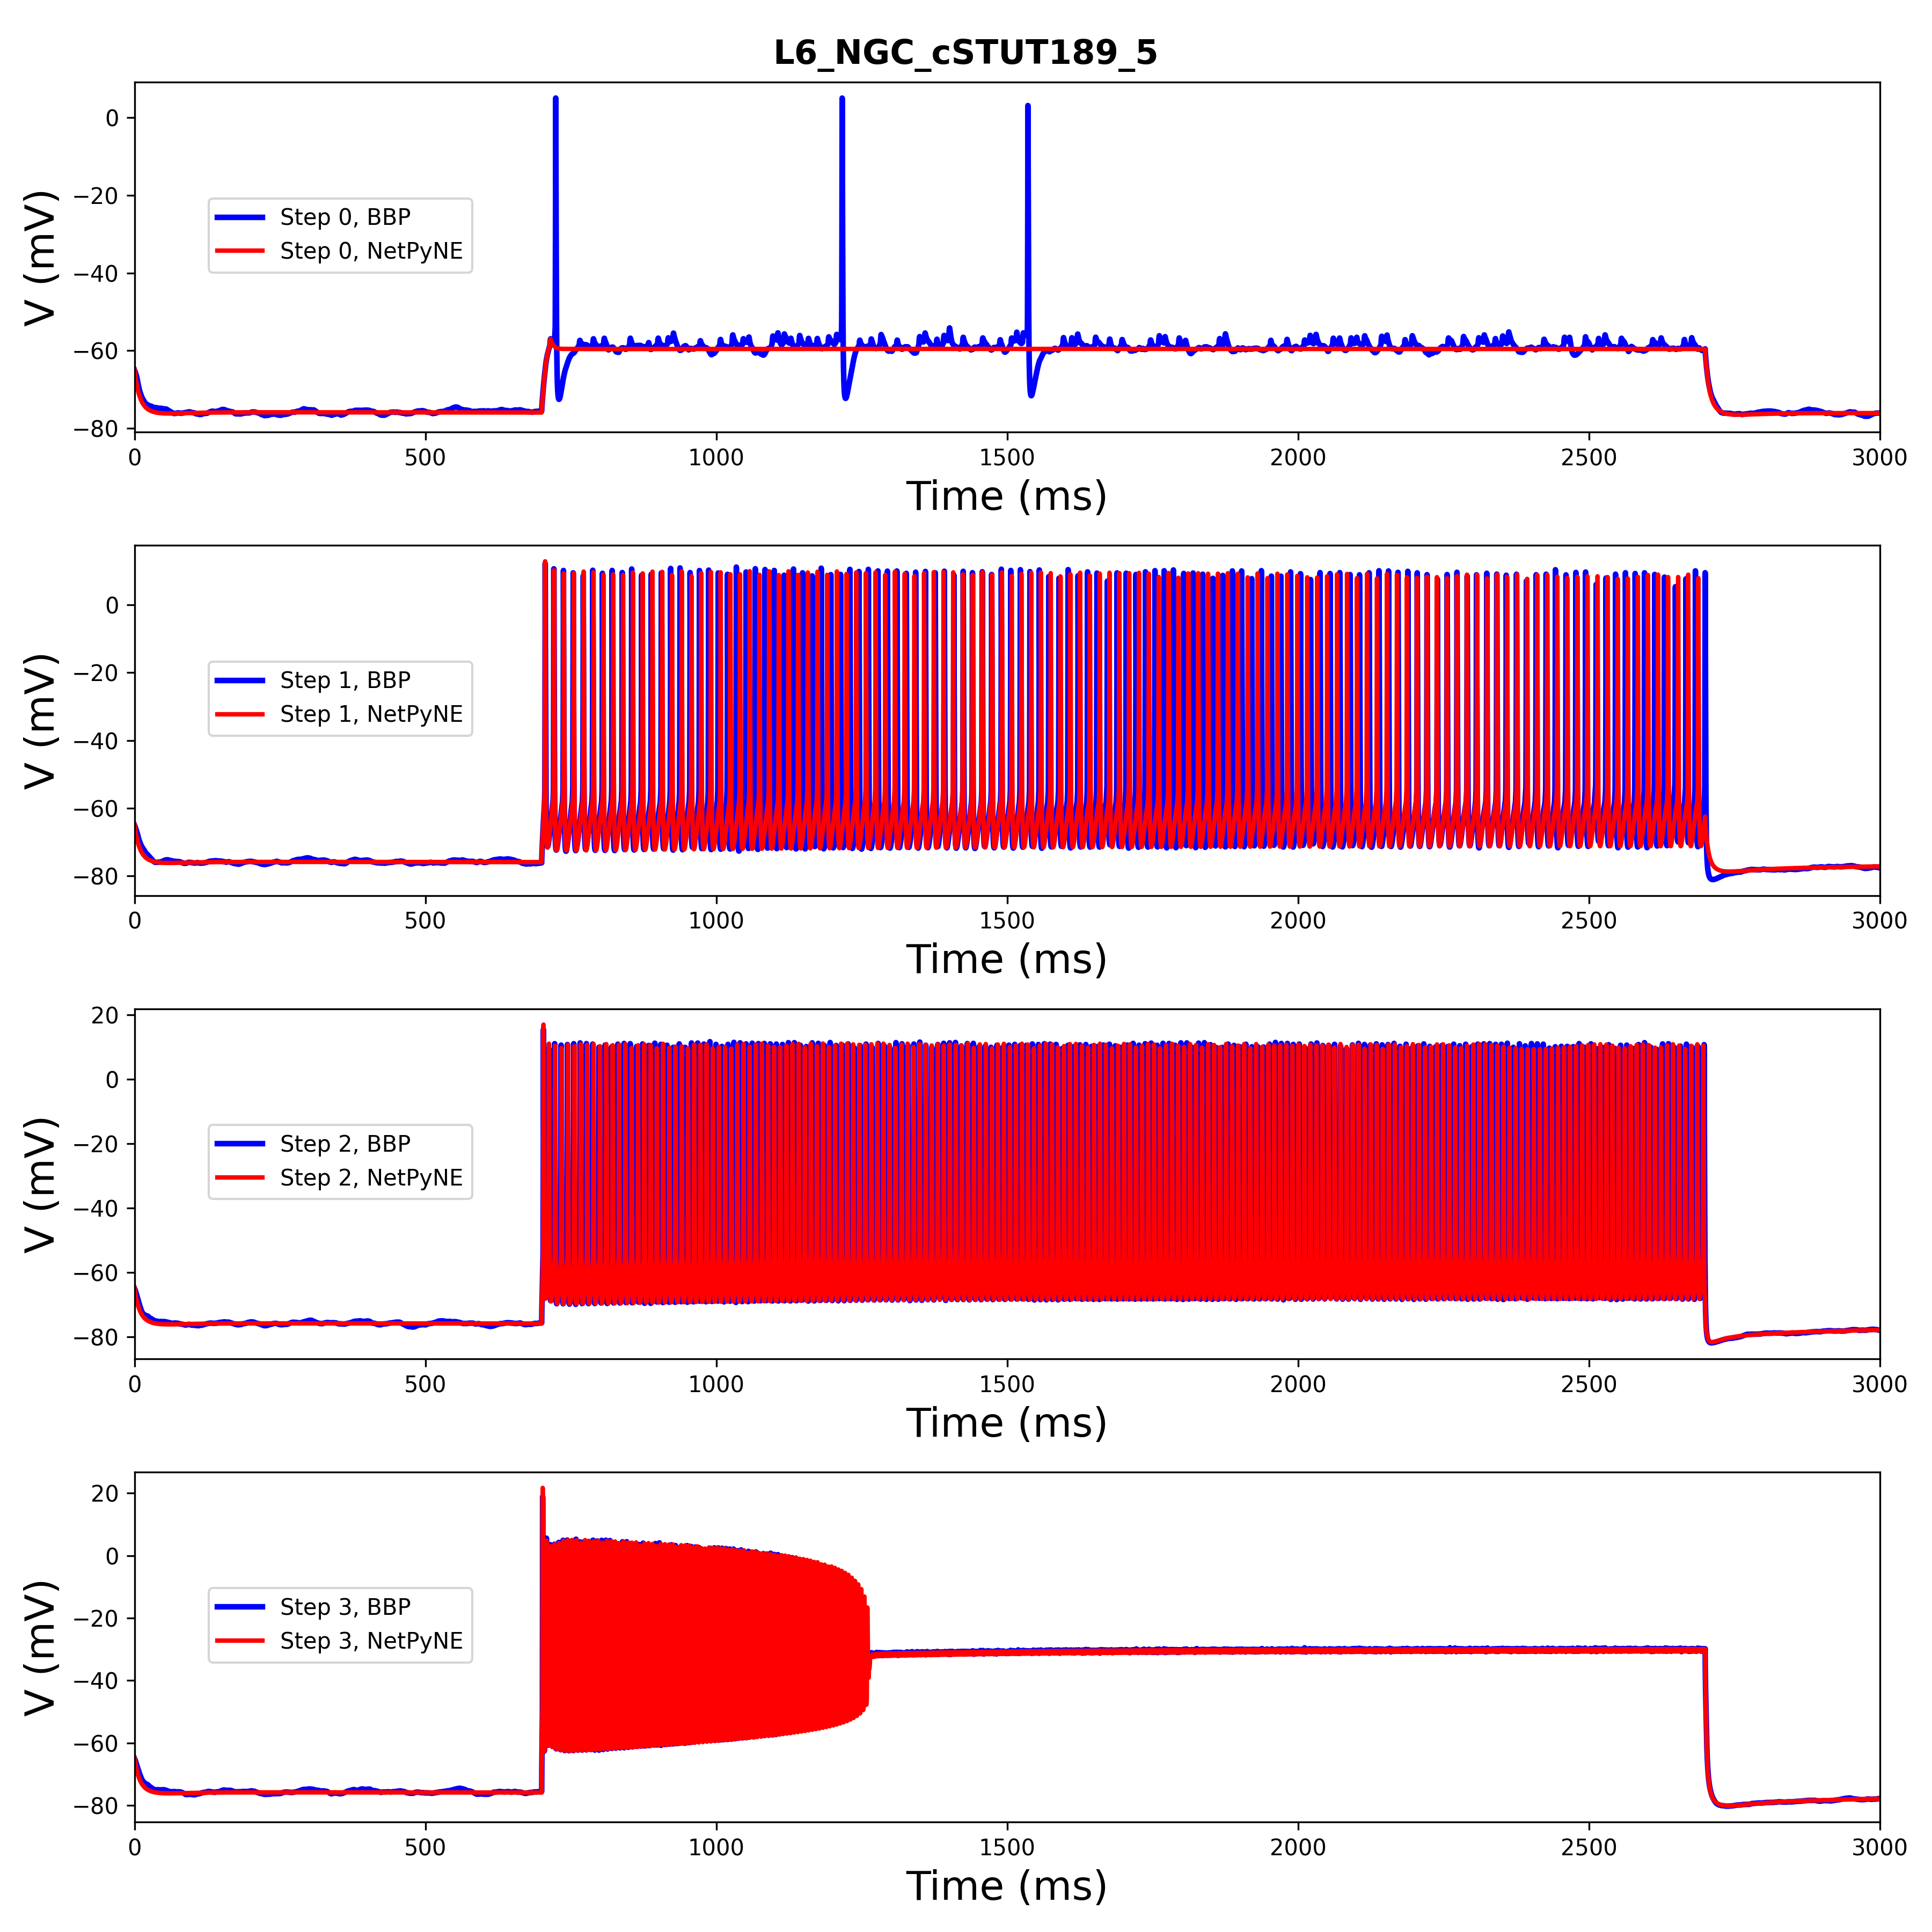 L6_NGC_cSTUT189_5
0
−20
−40
−60
−80
V (mV)
Step 0, BBP
Step 0, NetPyNE
0 500 1000 1500 2000 2500 3000
Time (ms)
0
−20
−40
−60
−80
V (mV)
Step 1, BBP
Step 1, NetPyNE
0 500 1000 1500 2000 2500 3000
Time (ms)
20
0
−20
−40
−60
−80
V (mV)
Step 2, BBP
Step 2, NetPyNE
0 500 1000 1500 2000 2500 3000
Time (ms)
20
0
−20
−40
−60
−80
V (mV)
Step 3, BBP
Step 3, NetPyNE
0 500 1000 1500 2000 2500 3000
Time (ms)